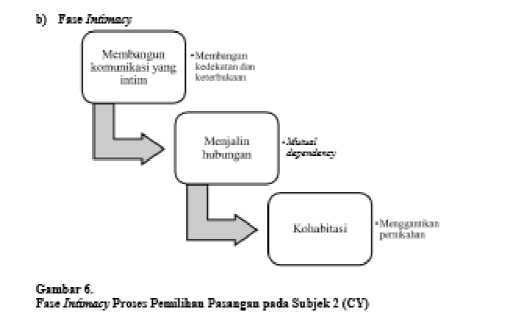 b) Fase Intimacy
Membangun
komunikasi yang
intim
•Membangun
kedekatan dan
keterbukaan
Menjalin
hubungan
•Mutual
dependency
Kohabitasi
•Menggantikan
pernikahan
Gambar 6.
Fase Intimacy Proses Pemilihan Pasangan pada Subjek 2 (CY)